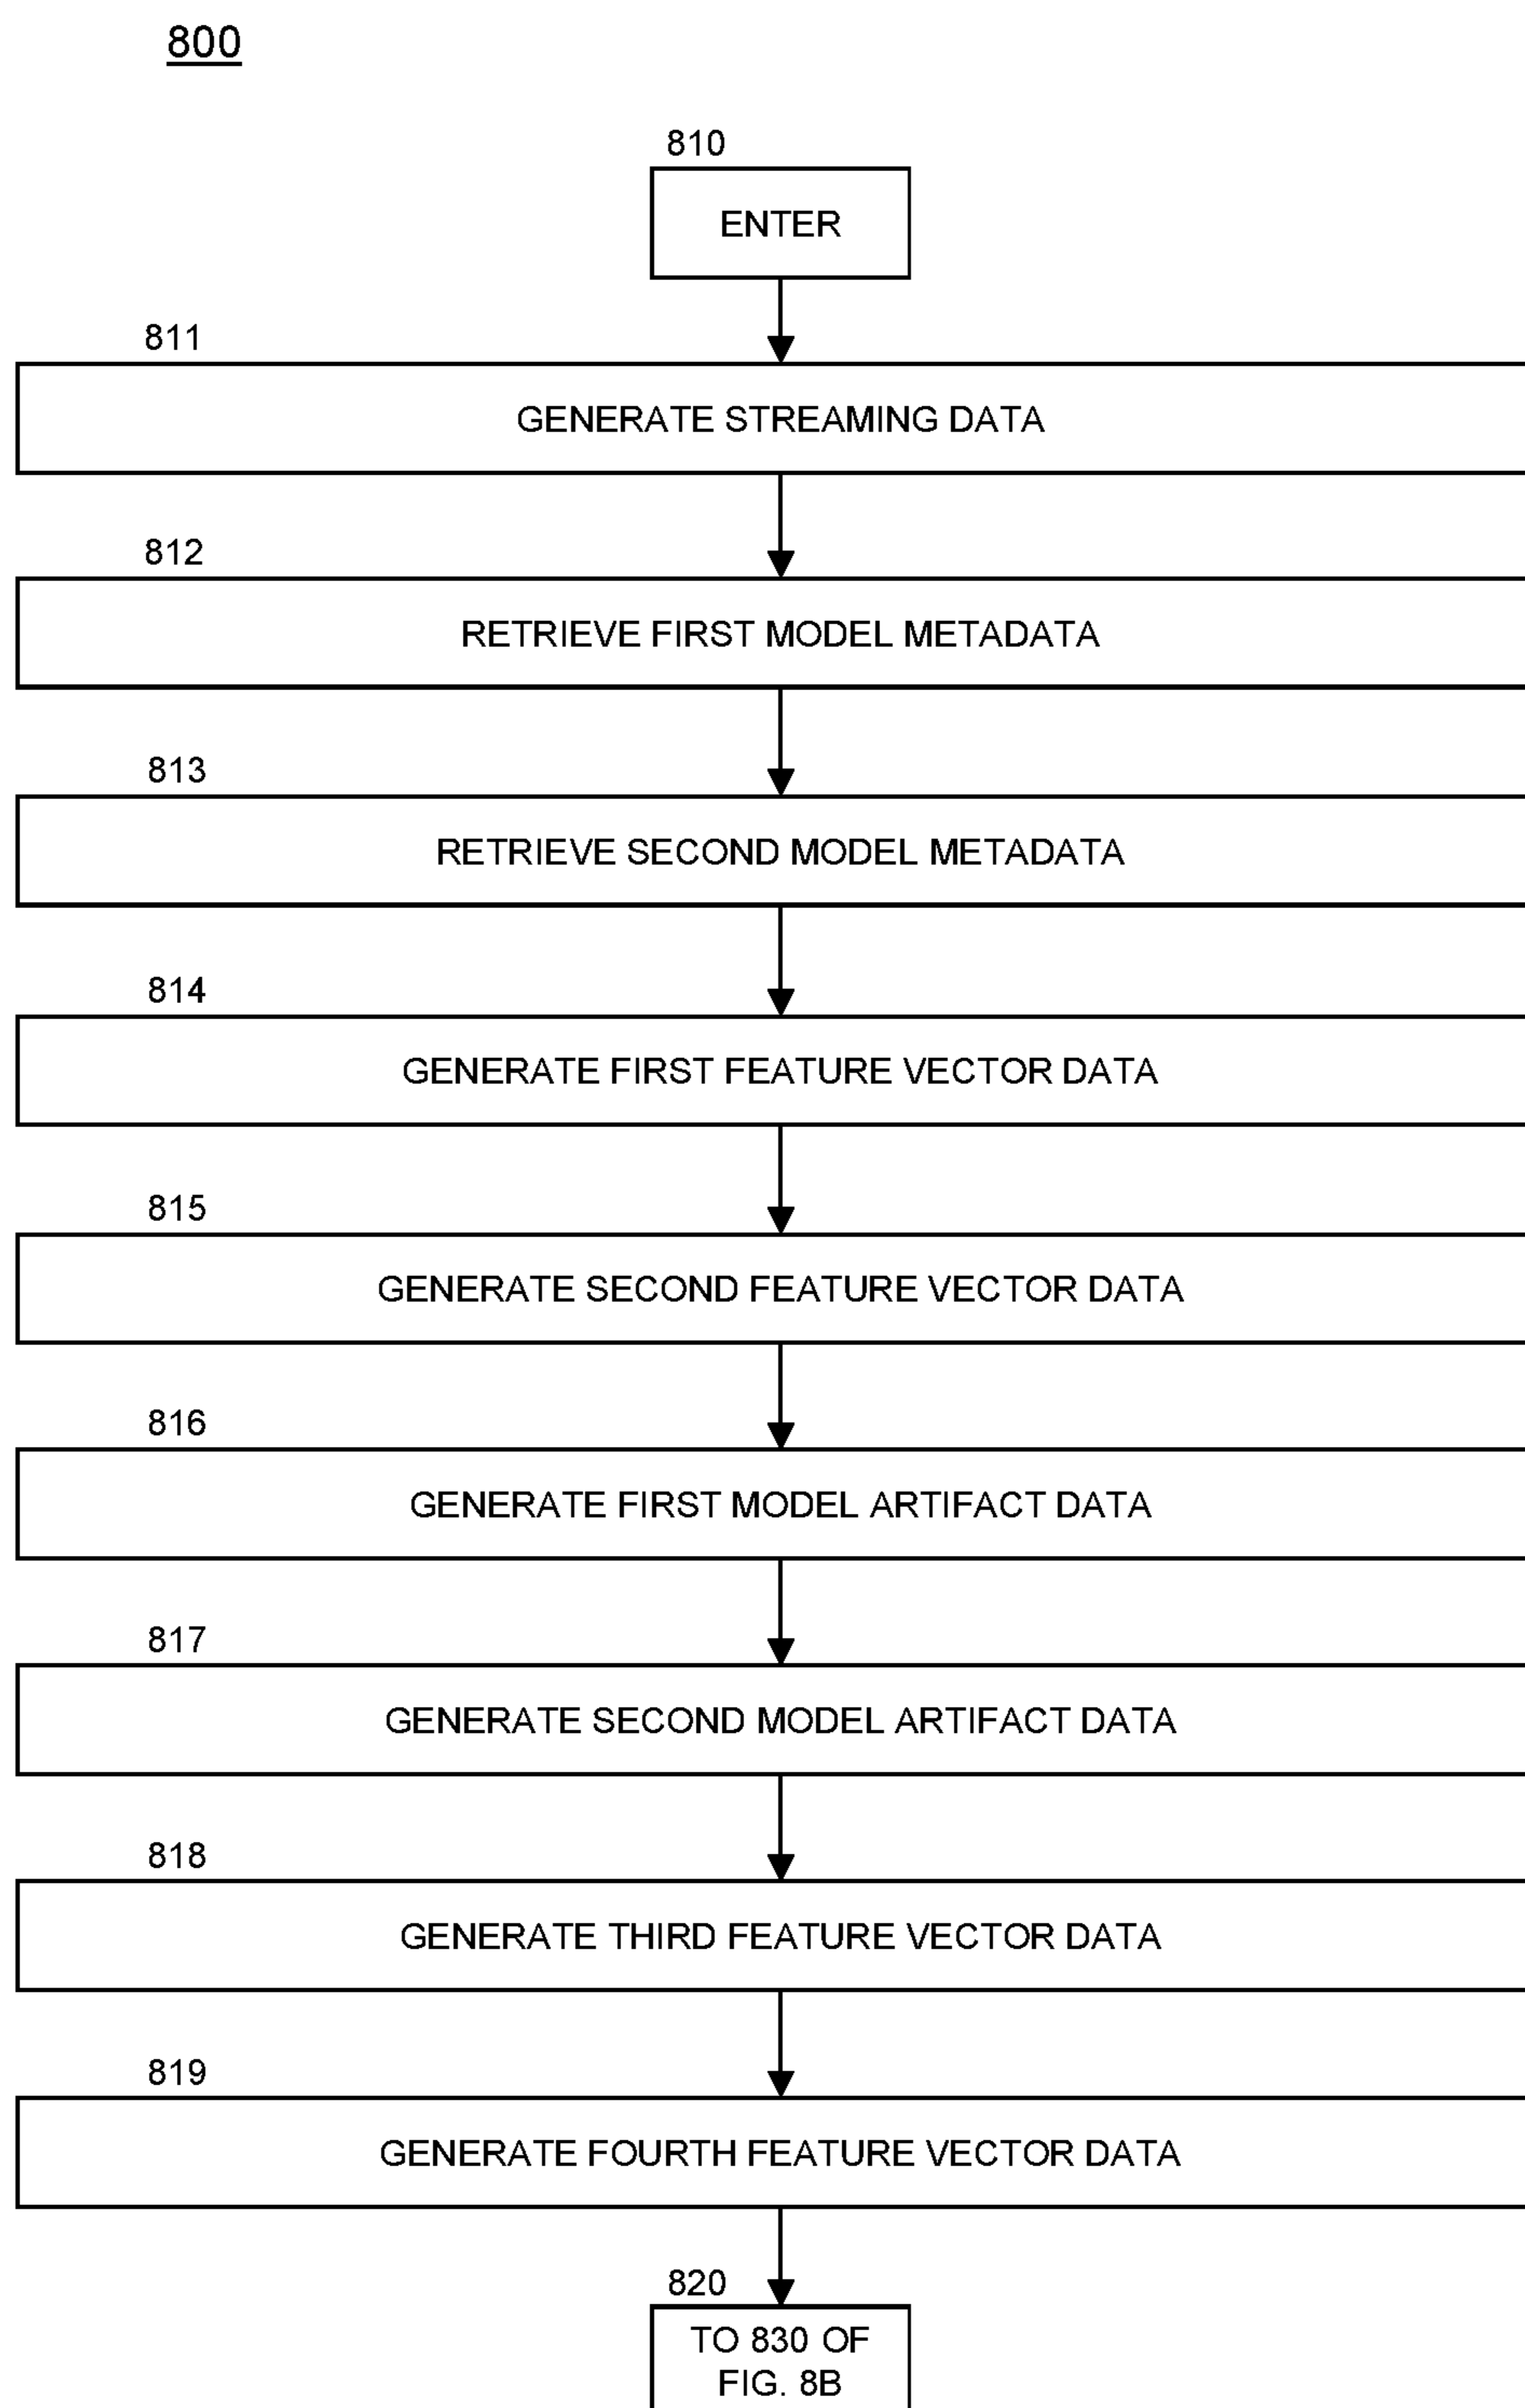 800
810
ENTER
811
GENERATE STREAMING DATA
812
RETRIEVE FIRST MODEL METADATA
813
RETRIEVE SECOND MODEL METADATA
814
GENERATE FIRST FEATURE VECTOR DATA
815
GENERATE SECOND FEATURE VECTOR DATA
816
GENERATE FIRST MODEL ARTIFACT DATA
817
GENERATE SECOND MODEL ARTIFACT DATA
818
GENERATE THIRD FEATURE VECTOR DATA
819
GENERATE FOURTH FEATURE VECTOR DATA
820
TO 830 OF
FIG. 8B